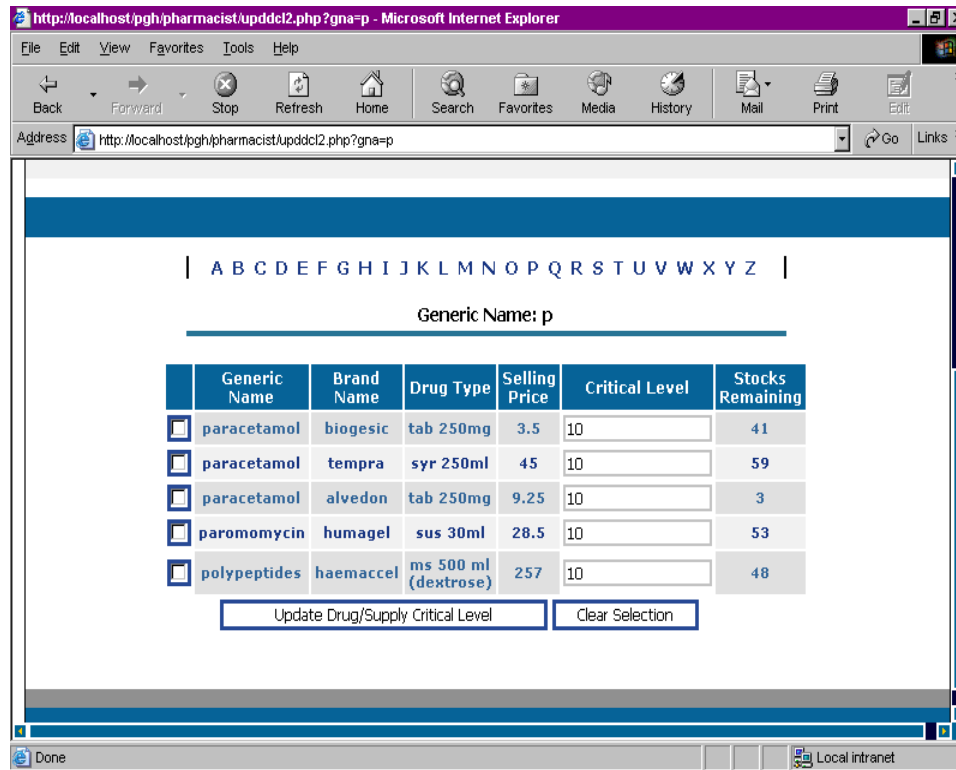 http://localhost/pgh/pharmacist/upddcl2.php?gna=p - Microsoft Internet Explorer
File Edit View Favorites Tools Help
Back Forward Stop Refresh Home Search Favorites Media History Mail Print Edit
Address http://localhost/pgh/pharmacist/upddcl2.php?gna=p Go Links
| A B C D E F G H I J K L M N O P Q R S T U V W X Y Z |
Generic Name: p
Generic Name Brand Name Drug Type Selling Price Critical Level Stocks Remaining
paracetamol biogesic tab 250mg 3.5 10 41
paracetamol tempra syr 250ml 45 10 59
paracetamol alvedon tab 250mg 9.25 10 3
paromomycin humagel sus 30ml 28.5 10 53
polypeptides haemaccel ms 500 ml (dextrose) 257 10 48
Update Drug/Supply Critical Level Clear Selection
Done Local intranet